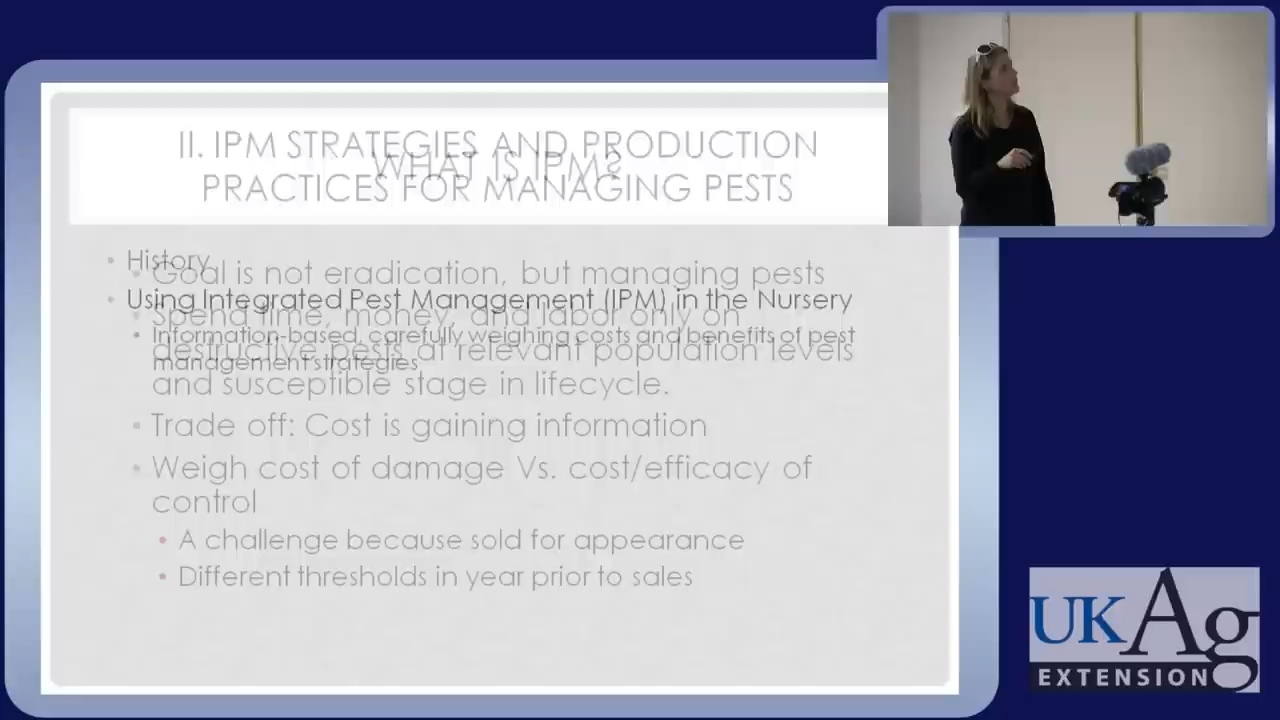 II. IPM STRATEGIES AND PRODUCTION
PRACTICES FOR MANAGING PESTS
WHAT IS IPM?
• History
• Using Integrated Pest Management (IPM) in the Nursery
• Information-based, carefully weighing costs and benefits of pest
management strategies
• Goal is not eradication, but managing pests
• Spend time, money, and labor only on
destructive pests at relevant population levels
and susceptible stage in lifecycle.
• Trade off: Cost is gaining information
• Weigh cost of damage Vs. cost/efficacy of
control
• A challenge because sold for appearance
• Different thresholds in year prior to sales
UKAg
EXTENSION